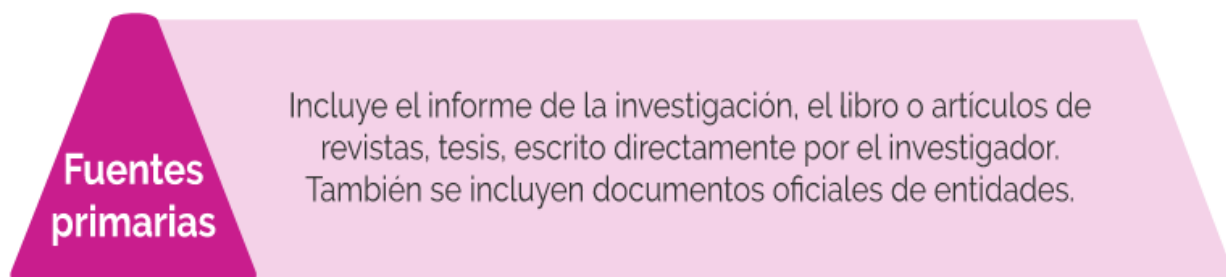 Fuentes
primarias
Incluye el informe de la investigación, el libro o artículos de
revistas, tesis, escrito directamente por el investigador.
También se incluyen documentos oficiales de entidades.